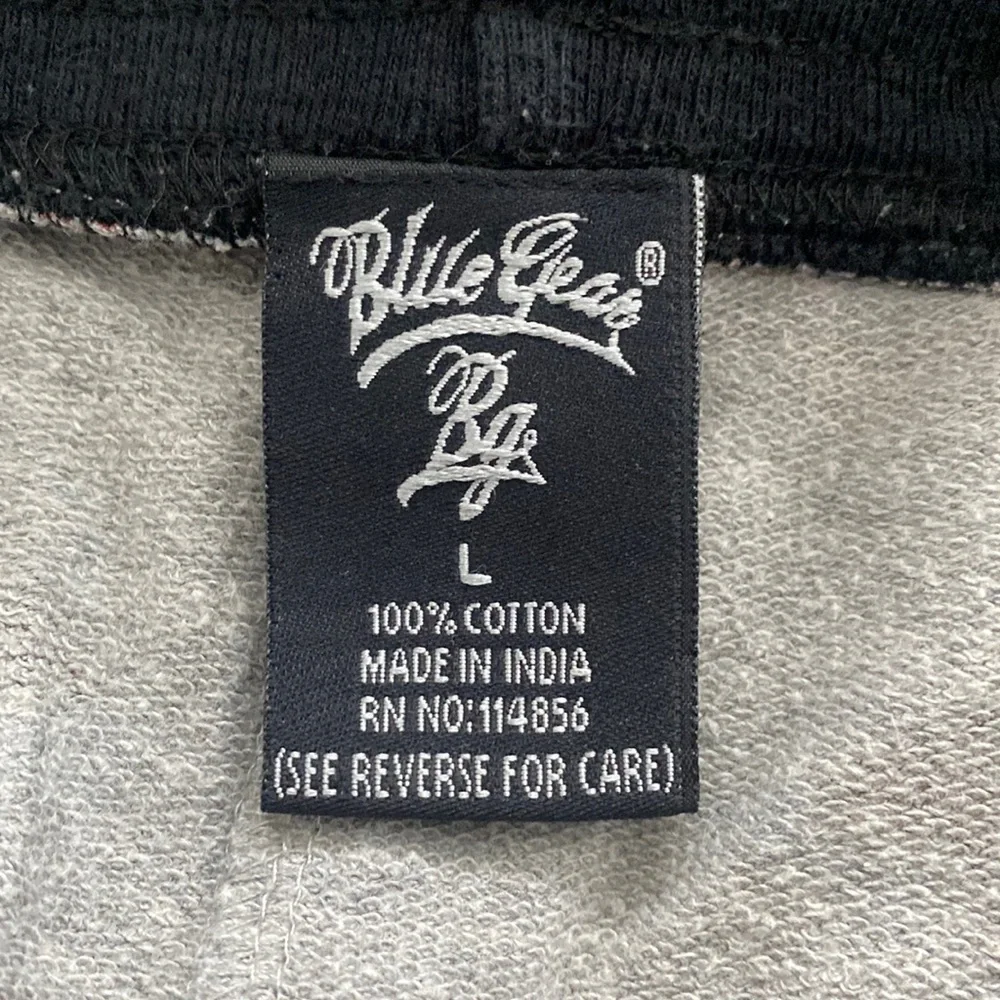 Blue Gear®
Bg
L
100% COTTON
MADE IN INDIA
RN NO:114856
(SEE REVERSE FOR CARE)